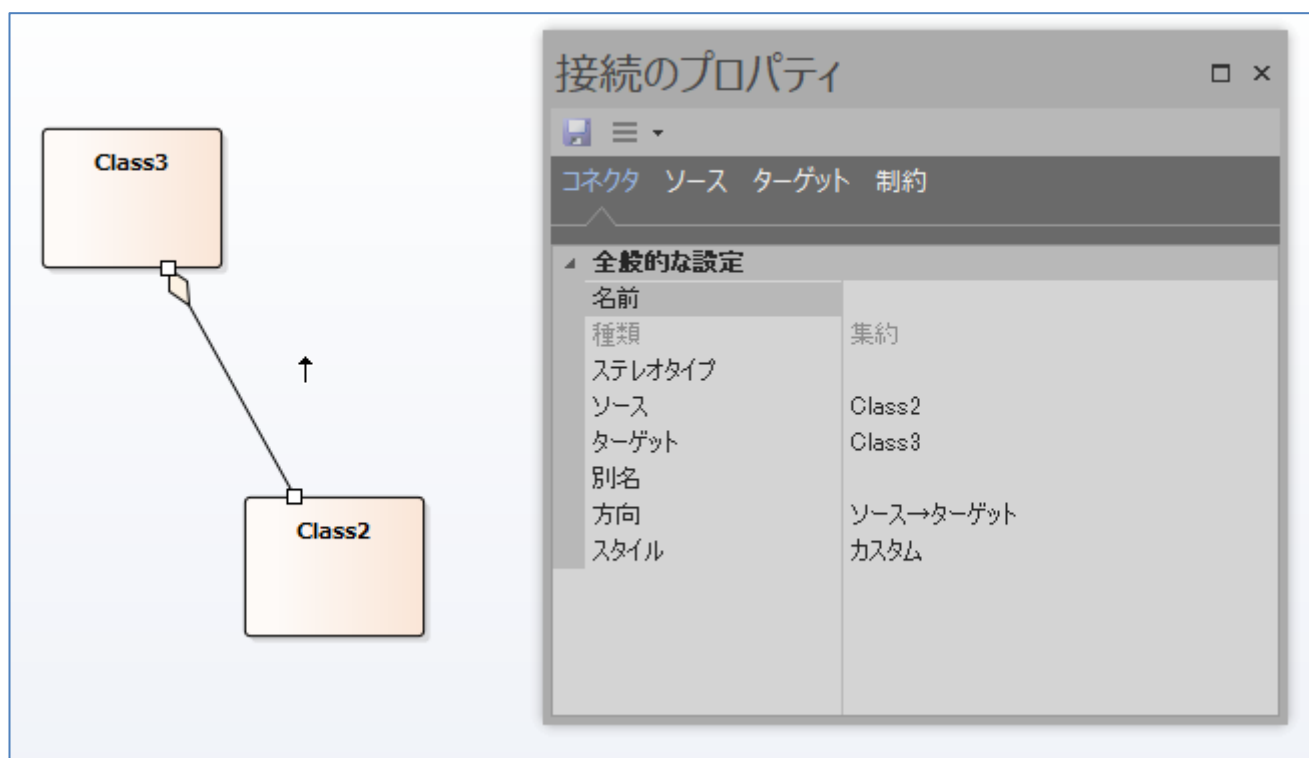 Class3
Class2
接続のプロパティ
コネクタ ソース ターゲット 制約
全般的な設定
名前
種類 集約
ステレオタイプ
ソース Class2
ターゲット Class3
別名
方向 ソース→ターゲット
スタイル カスタム